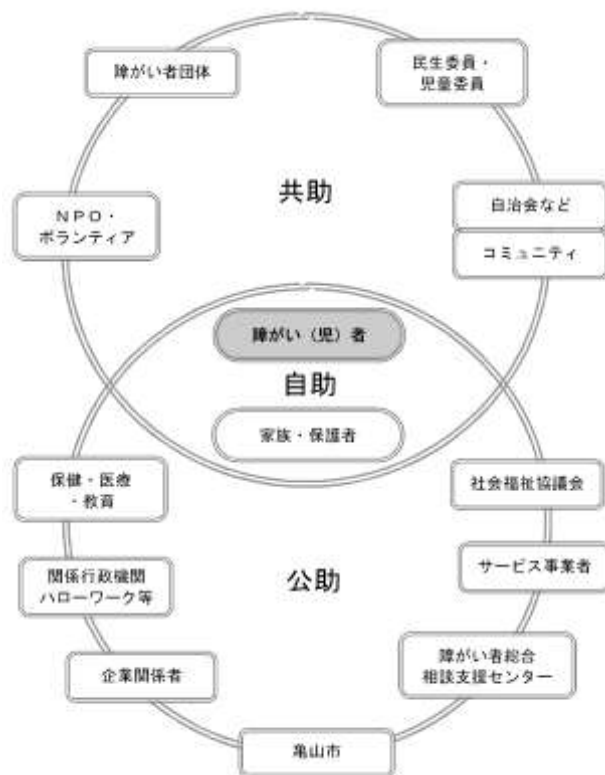 障がい者団体
民生委員・
児童委員
共助
NPO・
ボランティア
自治会など
コミュニティ
障がい（児）者
自助
家族・保護者
保健・医療
・教育
社会福祉協議会
関係行政機関
ハローワーク等
公助
サービス事業者
企業関係者
障がい者総合
相談支援センター
亀山市